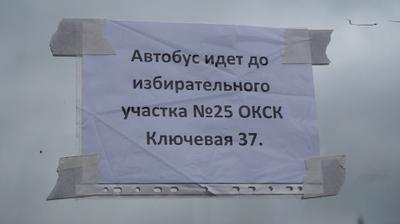 Автобус идет до
избирательного
участка №25 ОКСК
Ключевая 37.